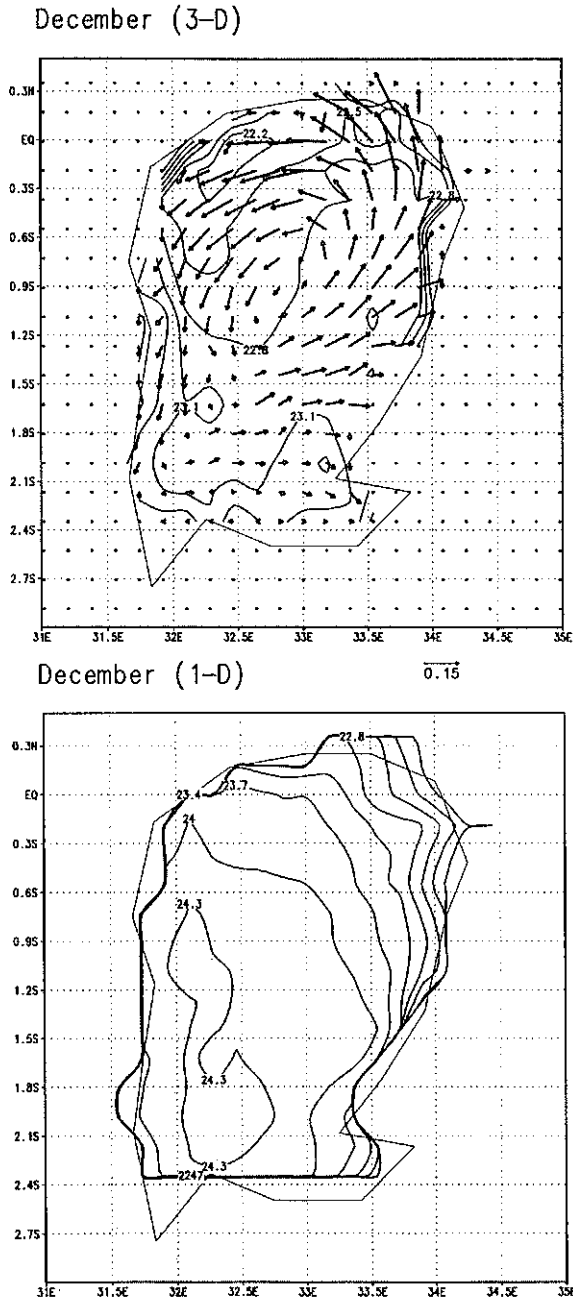 December (3-D)
0.3N
EQ
0.3S
0.6S
0.9S
1.2S
1.5S
1.8S
2.1S
2.4S
2.7S
22.2
22.8
22.8
23.1
23.1
31E 31.5E 32E 32.5E 33E 33.5E 34E 34.5E 35E
0.15
December (1-D)
0.3N
EQ
0.3S
0.6S
0.9S
1.2S
1.5S
1.8S
2.1S
2.4S
2.7S
22.8
23.4
23.7
24
24.3
24.3
24.3
2247
31E 31.5E 32E 32.5E 33E 33.5E 34E 34.5E 35E